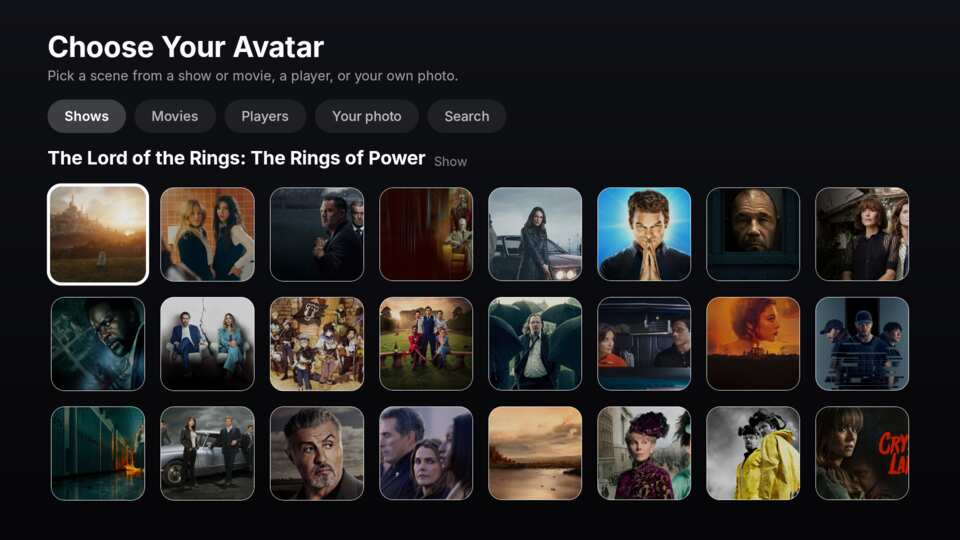 Choose Your Avatar
Pick a scene from a show or movie, a player, or your own photo.
Shows
Movies
Players
Your photo
Search
The Lord of the Rings: The Rings of Power Show